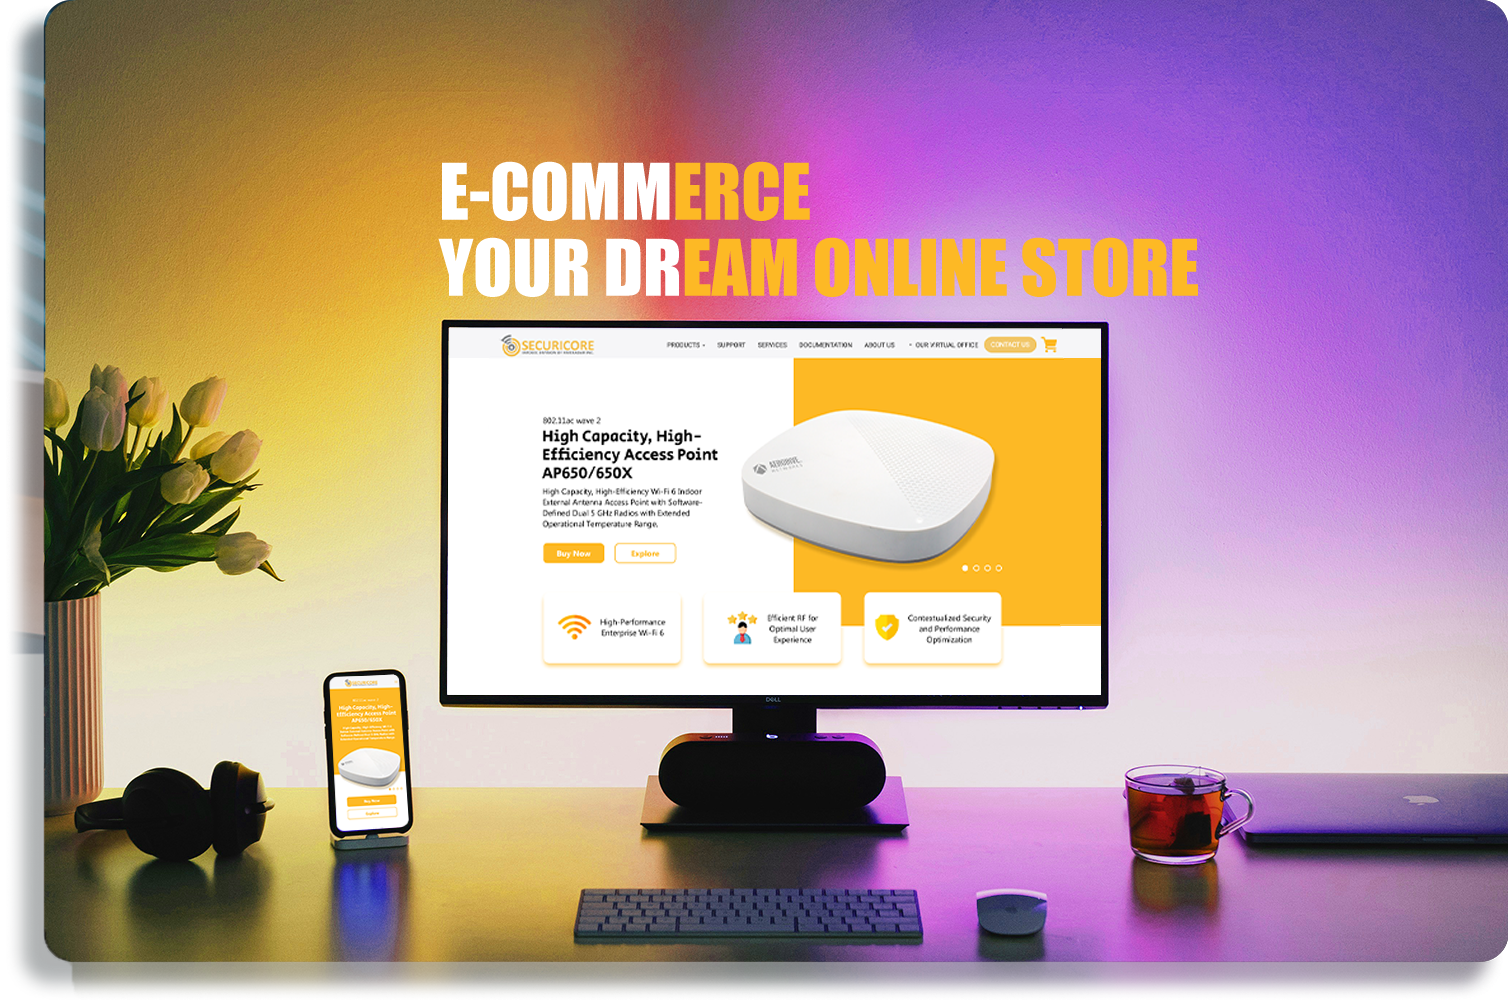 E-COMMERCE
YOUR DREAM ONLINE STORE
SECURICORE
PRODUCTS
SUPPORT
SERVICES
DOCUMENTATION
ABOUT US
OUR VIRTUAL OFFICE
CONTACT US
802.11ac wave 2
High Capacity, High-
Efficiency Access Point
AP650/650X
High Capacity, High-Efficiency Wi-Fi 6 Indoor
External Antenna Access Point with Software-
Defined Dual 5 GHz Radios with Extended
Operational Temperature Range.
Buy Now
Explore
High-Performance
Enterprise Wi-Fi 6
Efficient RF for
Optimal User
Experience
Contextualized Security
and Performance
Optimization
DELL
SECURICORE
High Capacity, High-
Efficiency Access Point
AP650/650X
Buy Now
Explore